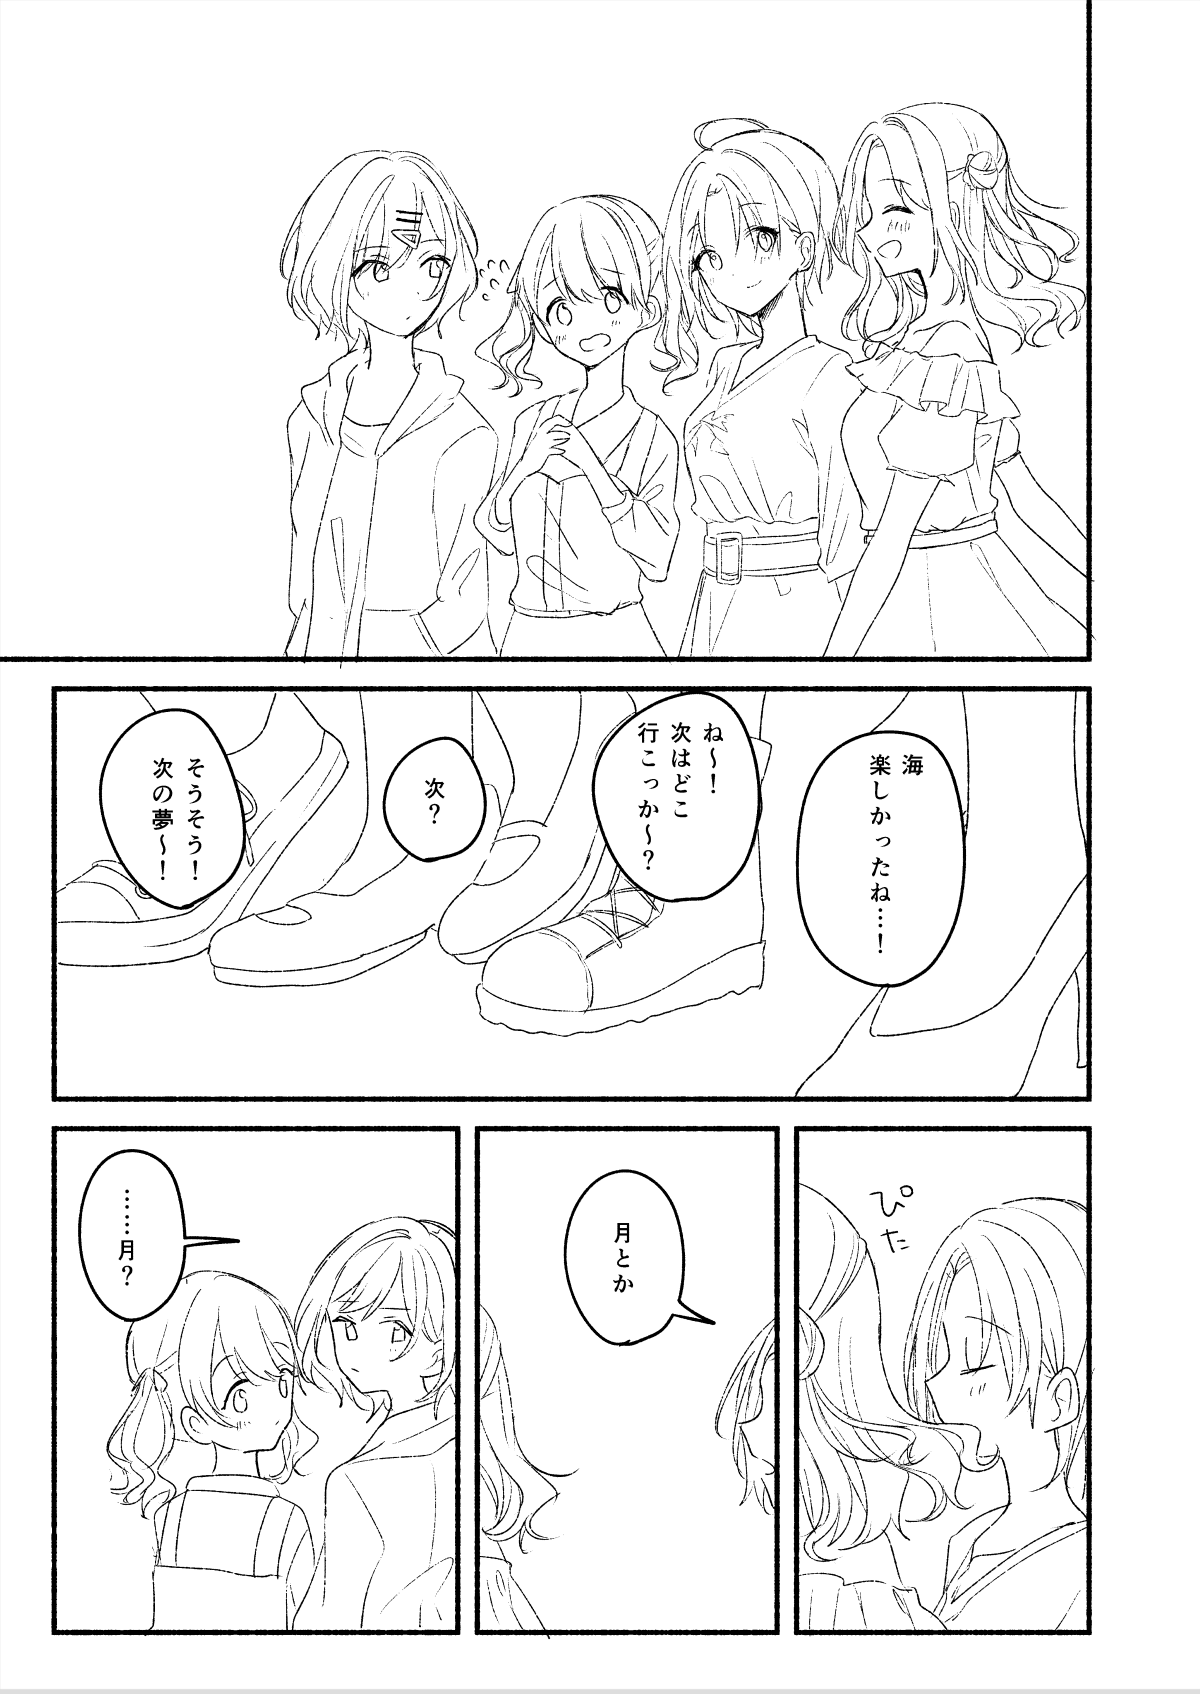 海
楽しかったね…！
ね～！
次はどこ
行こっか～？
次？
そうそう！
次の夢～！
ぴた
月とか
……月？